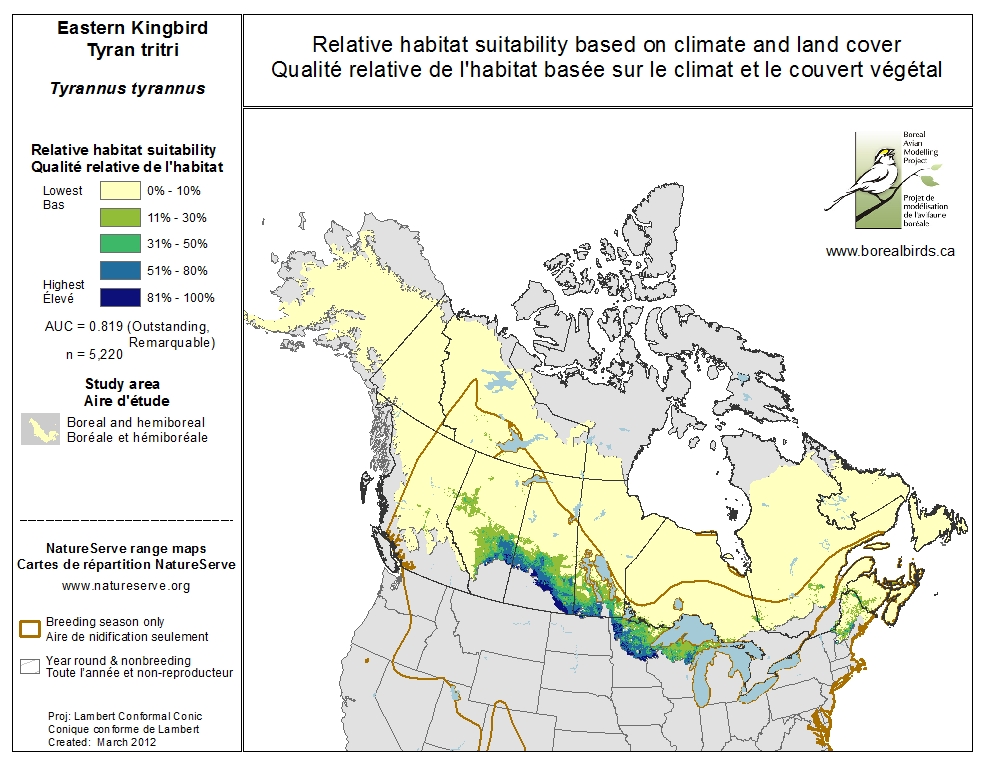 Eastern Kingbird
Tyran tritri
Tyrannus tyrannus
Relative habitat suitability
Qualité relative de l'habitat
Lowest
Bas
0% - 10%
11% - 30%
31% - 50%
51% - 80%
Highest
Élevé
81% - 100%
AUC = 0.819 (Outstanding,
Remarquable)
n = 5,220
Study area
Aire d'étude
Boreal and hemiboreal
Boréale et hémiboréale
NatureServe range maps
Cartes de répartition NatureServe
www.natureserve.org
Breeding season only
Aire de nidification seulement
Year round & nonbreeding
Toute l'année et non-reproducteur
Proj: Lambert Conformal Conic
Conique conforme de Lambert
Created: March 2012
Relative habitat suitability based on climate and land cover
Qualité relative de l'habitat basée sur le climat et le couvert végétal
Boreal
Avian
Modelling
Project
Projet de
modélisation
de l'avifaune
boréale
www.borealbirds.ca